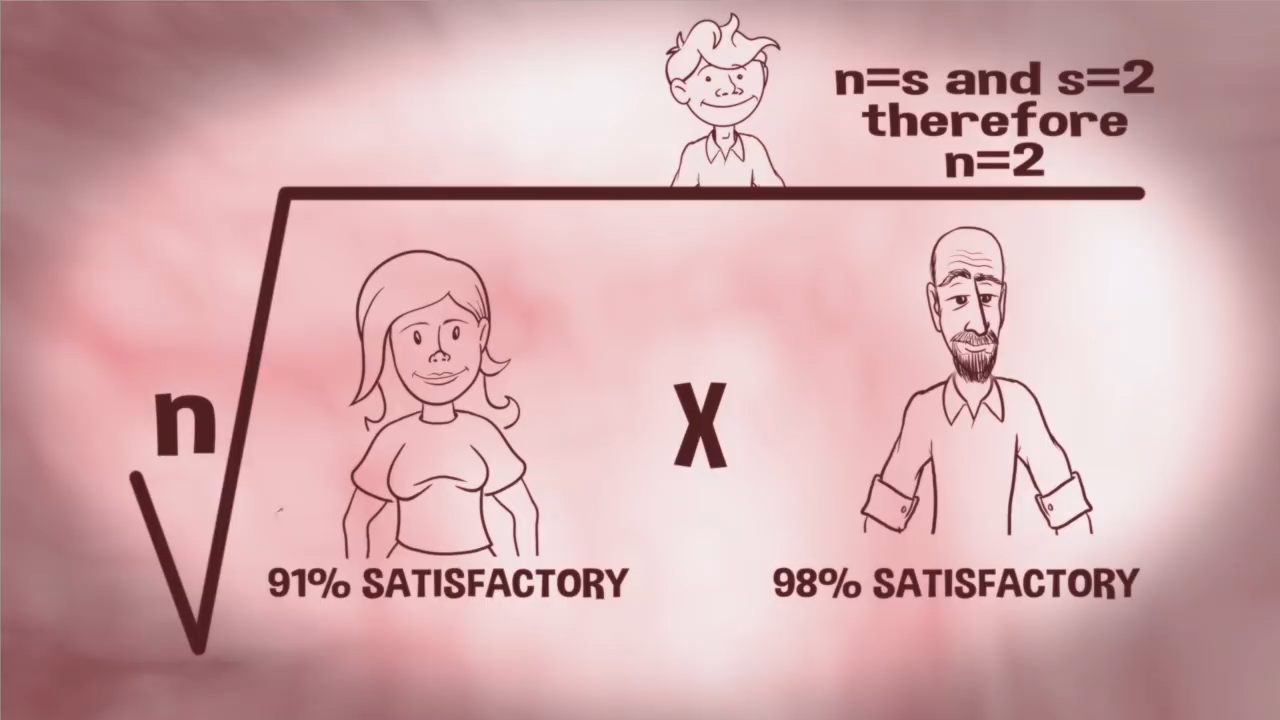 n=s and s=2
therefore
n=2
n
X
91% SATISFACTORY
98% SATISFACTORY